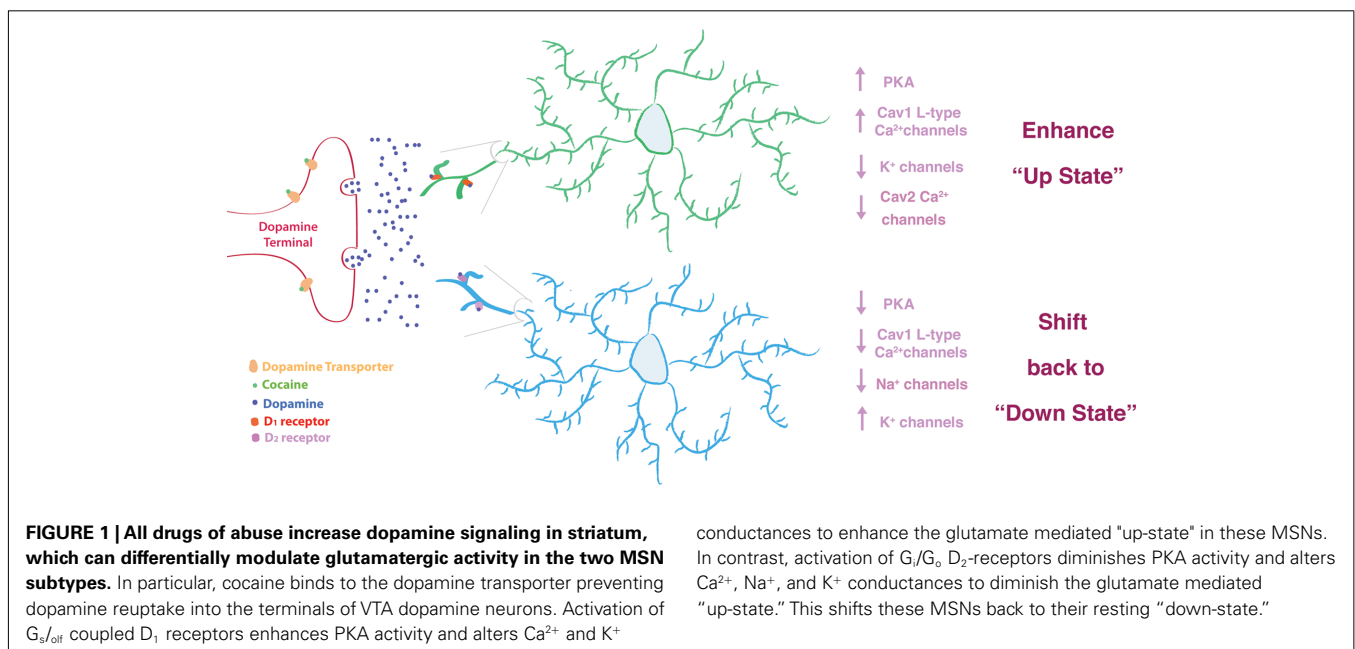 Dopamine
Terminal
Dopamine Transporter
Cocaine
Dopamine
D₁ receptor
D₂ receptor
↑ PKA
↑ Cav1 L-type
Ca²⁺channels
↓ K⁺ channels
↓ Cav2 Ca²⁺
channels
Enhance
“Up State”
↓ PKA
↓ Cav1 L-type
Ca²⁺channels
↓ Na⁺ channels
↑ K⁺ channels
Shift
back to
“Down State”
FIGURE 1 | All drugs of abuse increase dopamine signaling in striatum,
which can differentially modulate glutamatergic activity in the two MSN
subtypes. In particular, cocaine binds to the dopamine transporter preventing
dopamine reuptake into the terminals of VTA dopamine neurons. Activation of
Gₛ/ₒₗf coupled D₁ receptors enhances PKA activity and alters Ca²⁺ and K⁺
conductances to enhance the glutamate mediated "up-state" in these MSNs.
In contrast, activation of Gᵢ/Gₒ D₂-receptors diminishes PKA activity and alters
Ca²⁺, Na⁺, and K⁺ conductances to diminish the glutamate mediated
“up-state.” This shifts these MSNs back to their resting “down-state.”